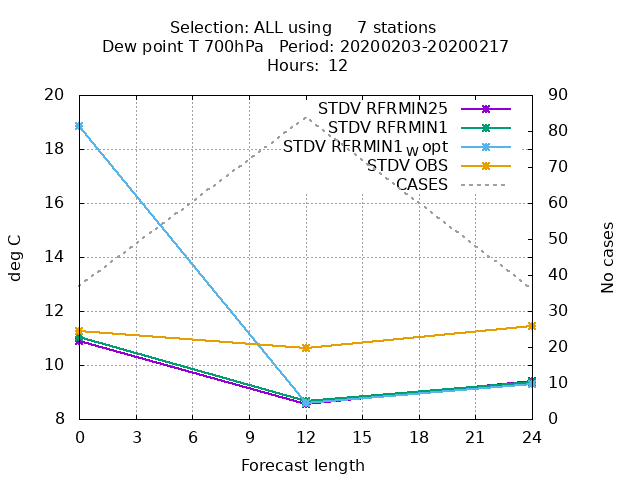 Selection: ALL using     7 stations
Dew point T 700hPa   Period: 20200203-20200217
Hours:  12
20
18
16
14
12
10
8
deg C
90
80
70
60
50
40
30
20
10
0
No cases
STDV RFRMIN25
STDV RFRMIN1
STDV RFRMIN1 w opt
STDV OBS
CASES
0 3 6 9 12 15 18 21 24
Forecast length